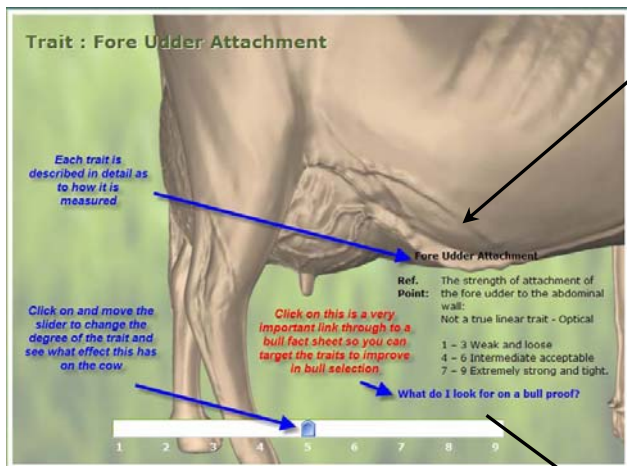 Trait : Fore Udder Attachment
Each trait is
described in detail as
to how it is
measured
Fore Udder Attachment
Ref. The strength of attachment of
Point: the fore udder to the abdominal
wall:
Not a true linear trait - Optical
1 – 3 Weak and loose
4 – 6 Intermediate acceptable
7 – 9 Extremely strong and tight.
Click on and move the
slider to change the
degree of the trait and
see what effect this has
on the cow
Click on this is a very
important link through to a
bull fact sheet so you can
target the traits to improve
in bull selection
What do I look for on a bull proof?
1 2 3 4 5 6 7 8 9